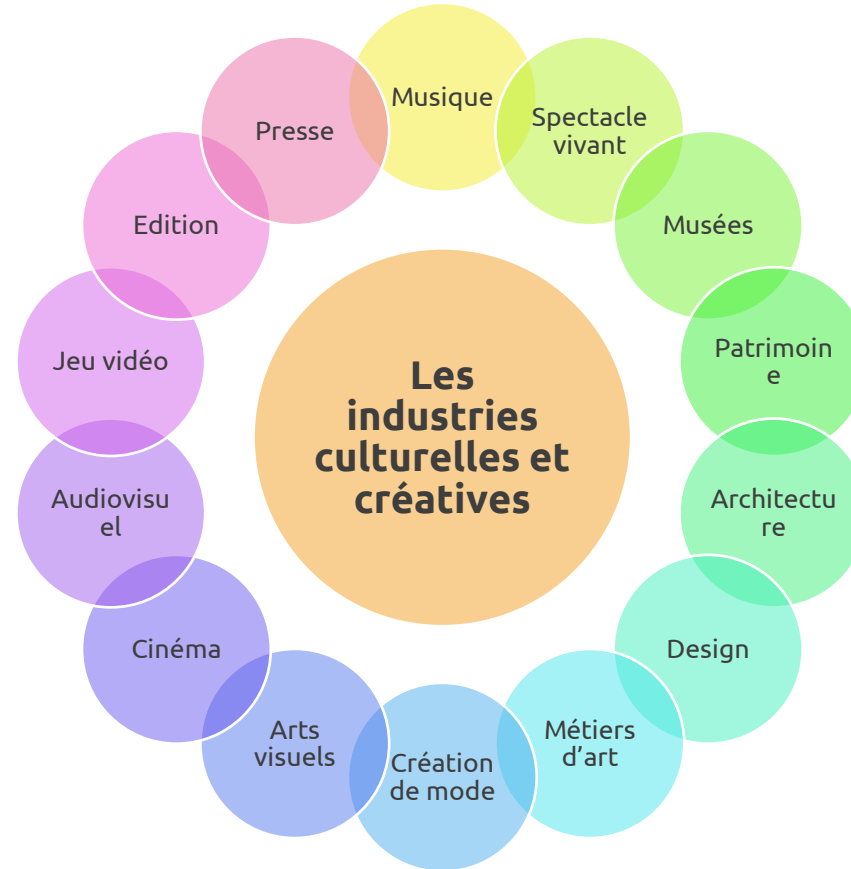 Musique
Spectacle
vivant
Musées
Patrimoin
e
Architectu
re
Design
Métiers
d’art
Création
de mode
Arts
visuels
Cinéma
Audiovisu
el
Jeu vidéo
Edition
Presse
Les
industries
culturelles et
créatives